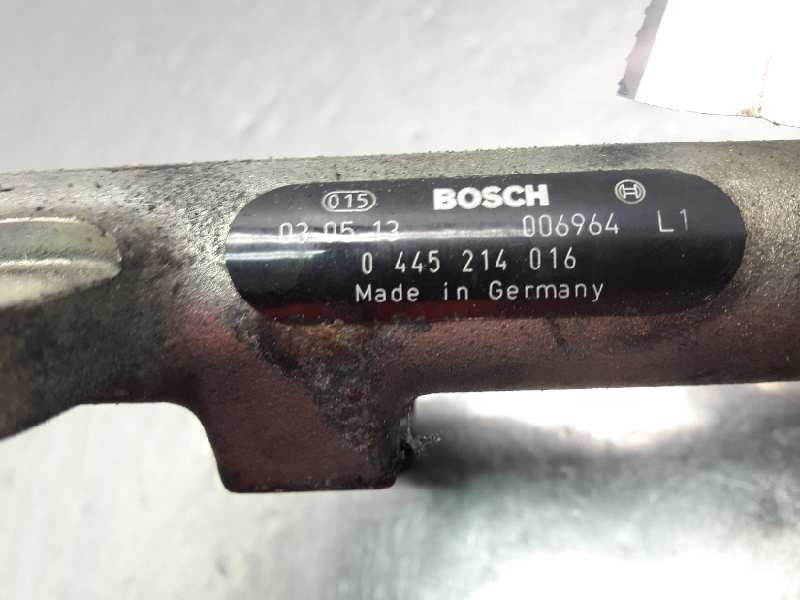 015 BOSCH
03 05 13 006964 L1
0 445 214 016
Made in Germany